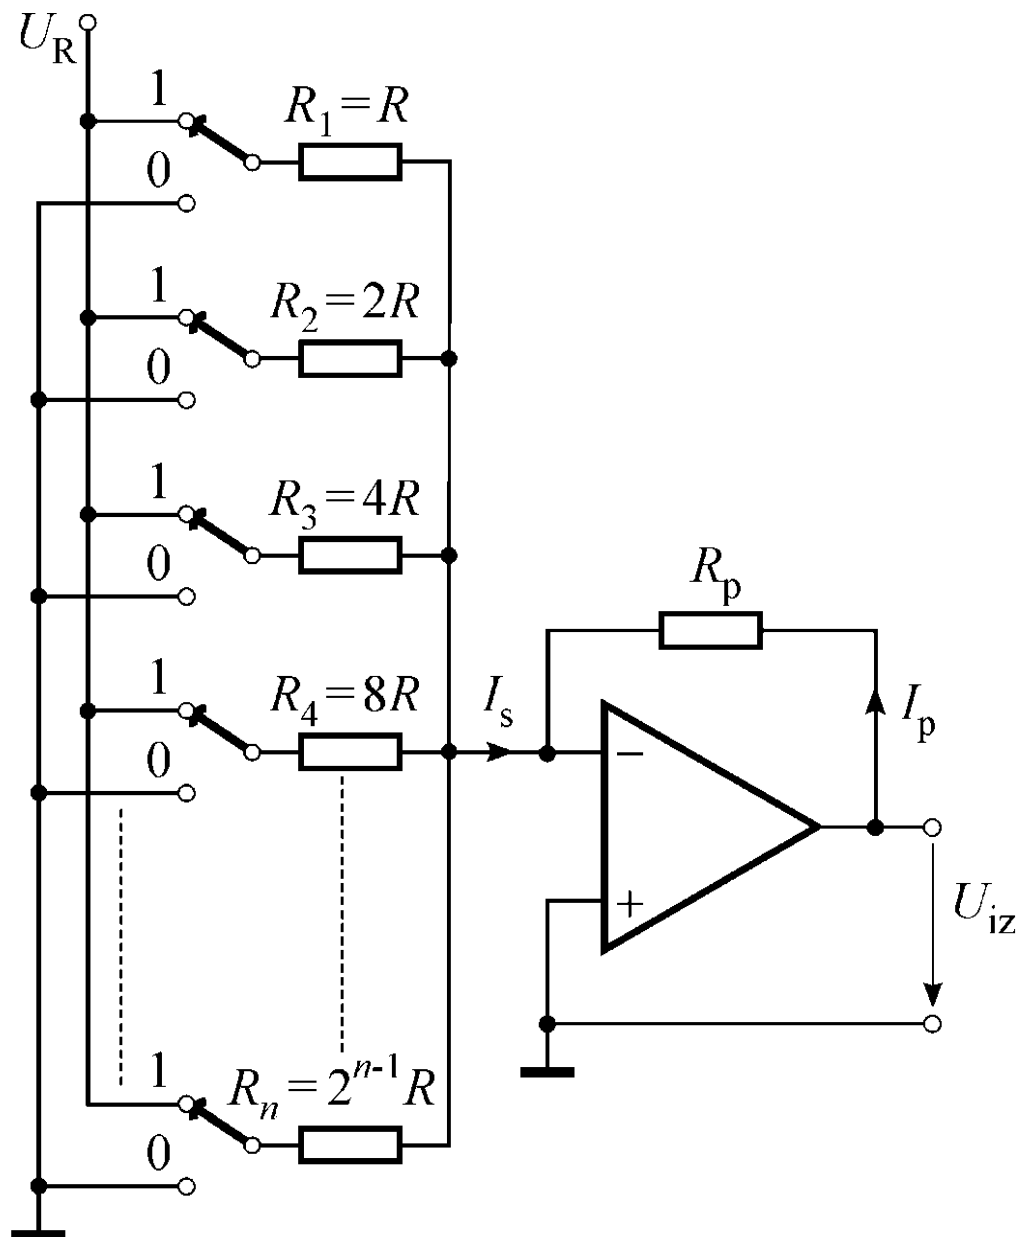 U_R
1
R_1 = R
0
1
R_2 = 2R
0
1
R_3 = 4R
0
R_p
1
R_4 = 8R
I_s
I_p
0
−
+
U_iz
1
R_n = 2^{n-1}R
0